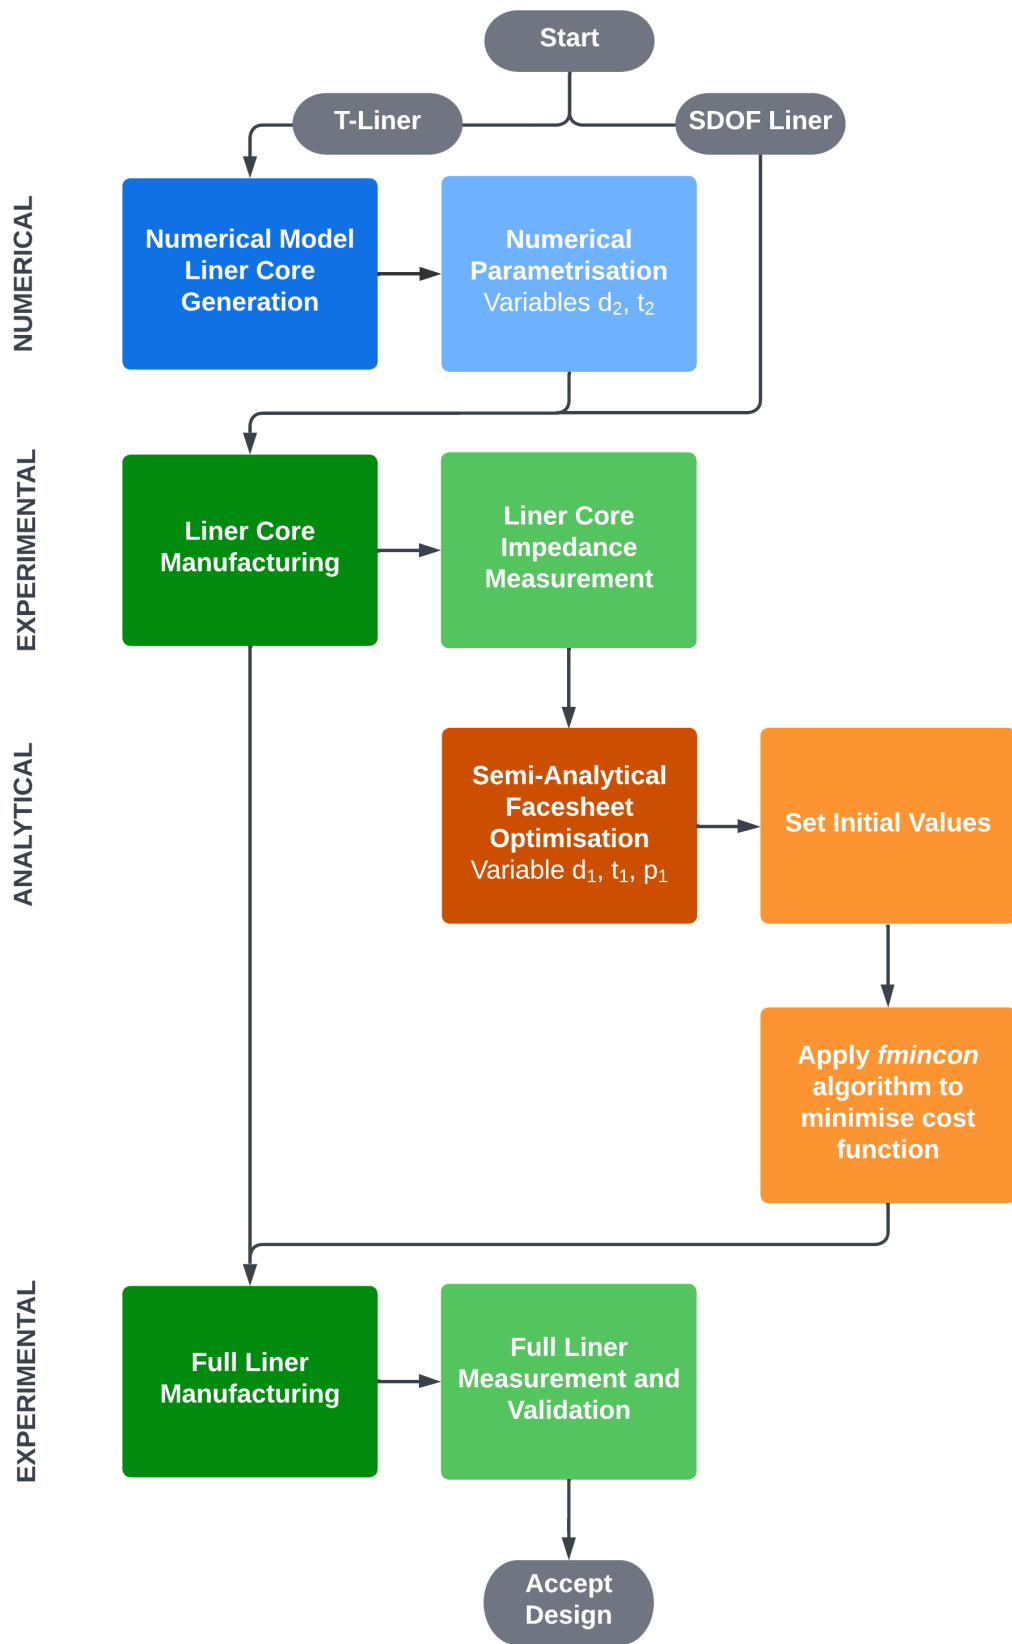 Start
T-Liner
SDOF Liner
NUMERICAL
Numerical Model
Liner Core
Generation
Numerical
Parametrisation
Variables d₂, t₂
EXPERIMENTAL
Liner Core
Manufacturing
Liner Core
Impedance
Measurement
ANALYTICAL
Semi-Analytical
Facesheet
Optimisation
Variable d₁, t₁, p₁
Set Initial Values
Apply fmincon
algorithm to
minimise cost
function
EXPERIMENTAL
Full Liner
Manufacturing
Full Liner
Measurement and
Validation
Accept
Design